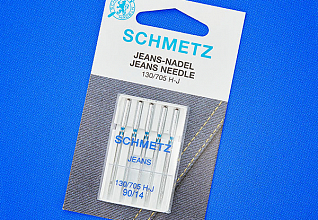 SCHMETZ
JEANS-NADEL
JEANS NEEDLE
130/705 H-J
SCHMETZ
JEANS
130/705 H-J
90/14